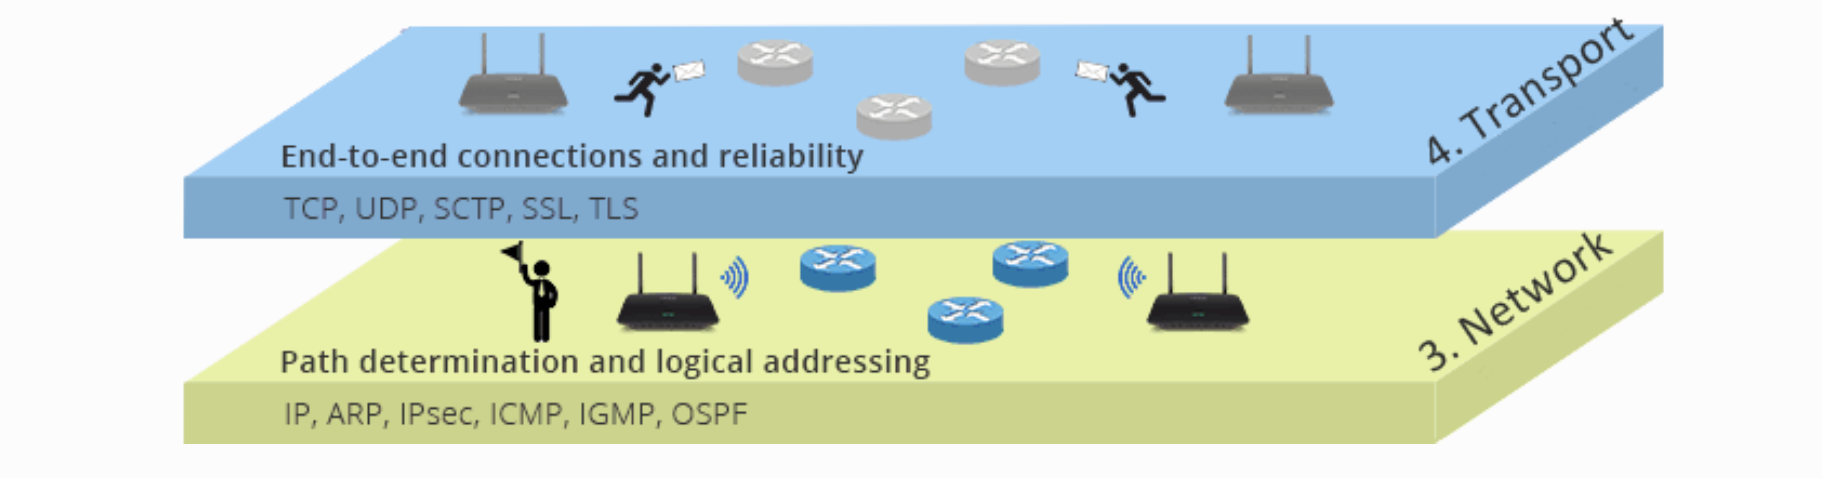 4. Transport
End-to-end connections and reliability
TCP, UDP, SCTP, SSL, TLS
3. Network
Path determination and logical addressing
IP, ARP, IPsec, ICMP, IGMP, OSPF